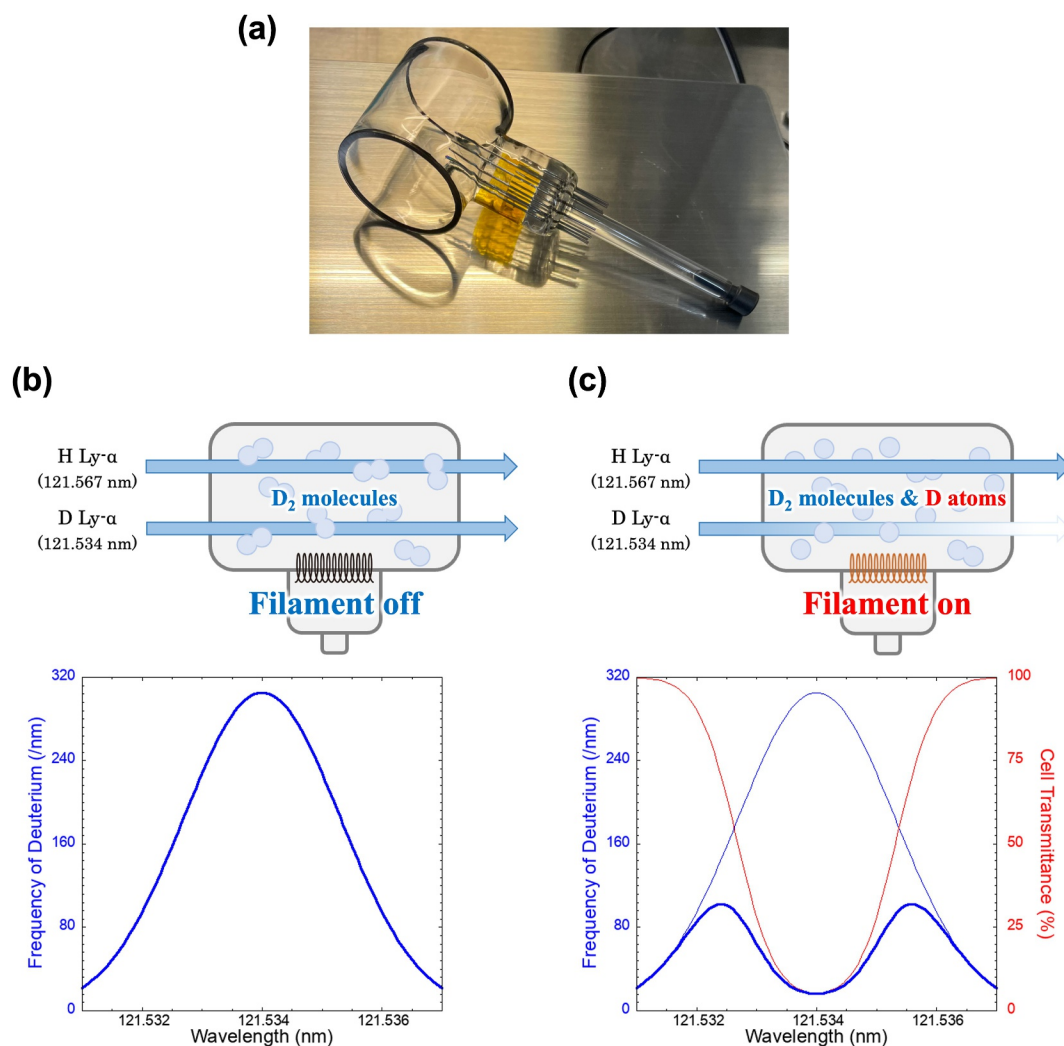 (a)
(b)
H Ly-α
(121.567 nm)
D₂ molecules
D Ly-α
(121.534 nm)
Filament off
(c)
H Ly-α
(121.567 nm)
D₂ molecules & D atoms
D Ly-α
(121.534 nm)
Filament on
Frequency of Deuterium (/nm)
320
240
160
80
0
121.532
121.534
121.536
Wavelength (nm)
Frequency of Deuterium (/nm)
320
240
160
80
0
121.532
121.534
121.536
Wavelength (nm)
100
75
50
25
0
Cell Transmittance (%)